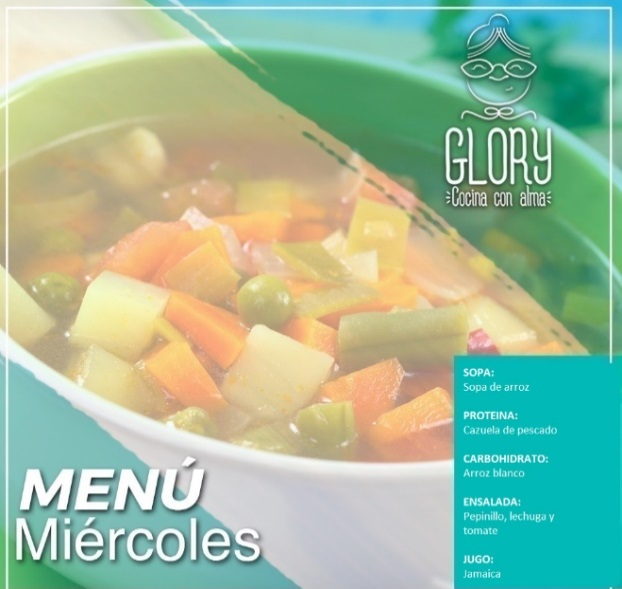 GLORY
Cocina con alma
SOPA:
Sopa de arroz
PROTEINA:
Cazuela de pescado
CARBOHIDRATO:
Arroz blanco
ENSALADA:
Pepinillo, lechuga y
tomate
JUGO:
Jamaica
MENÚ
Miércoles